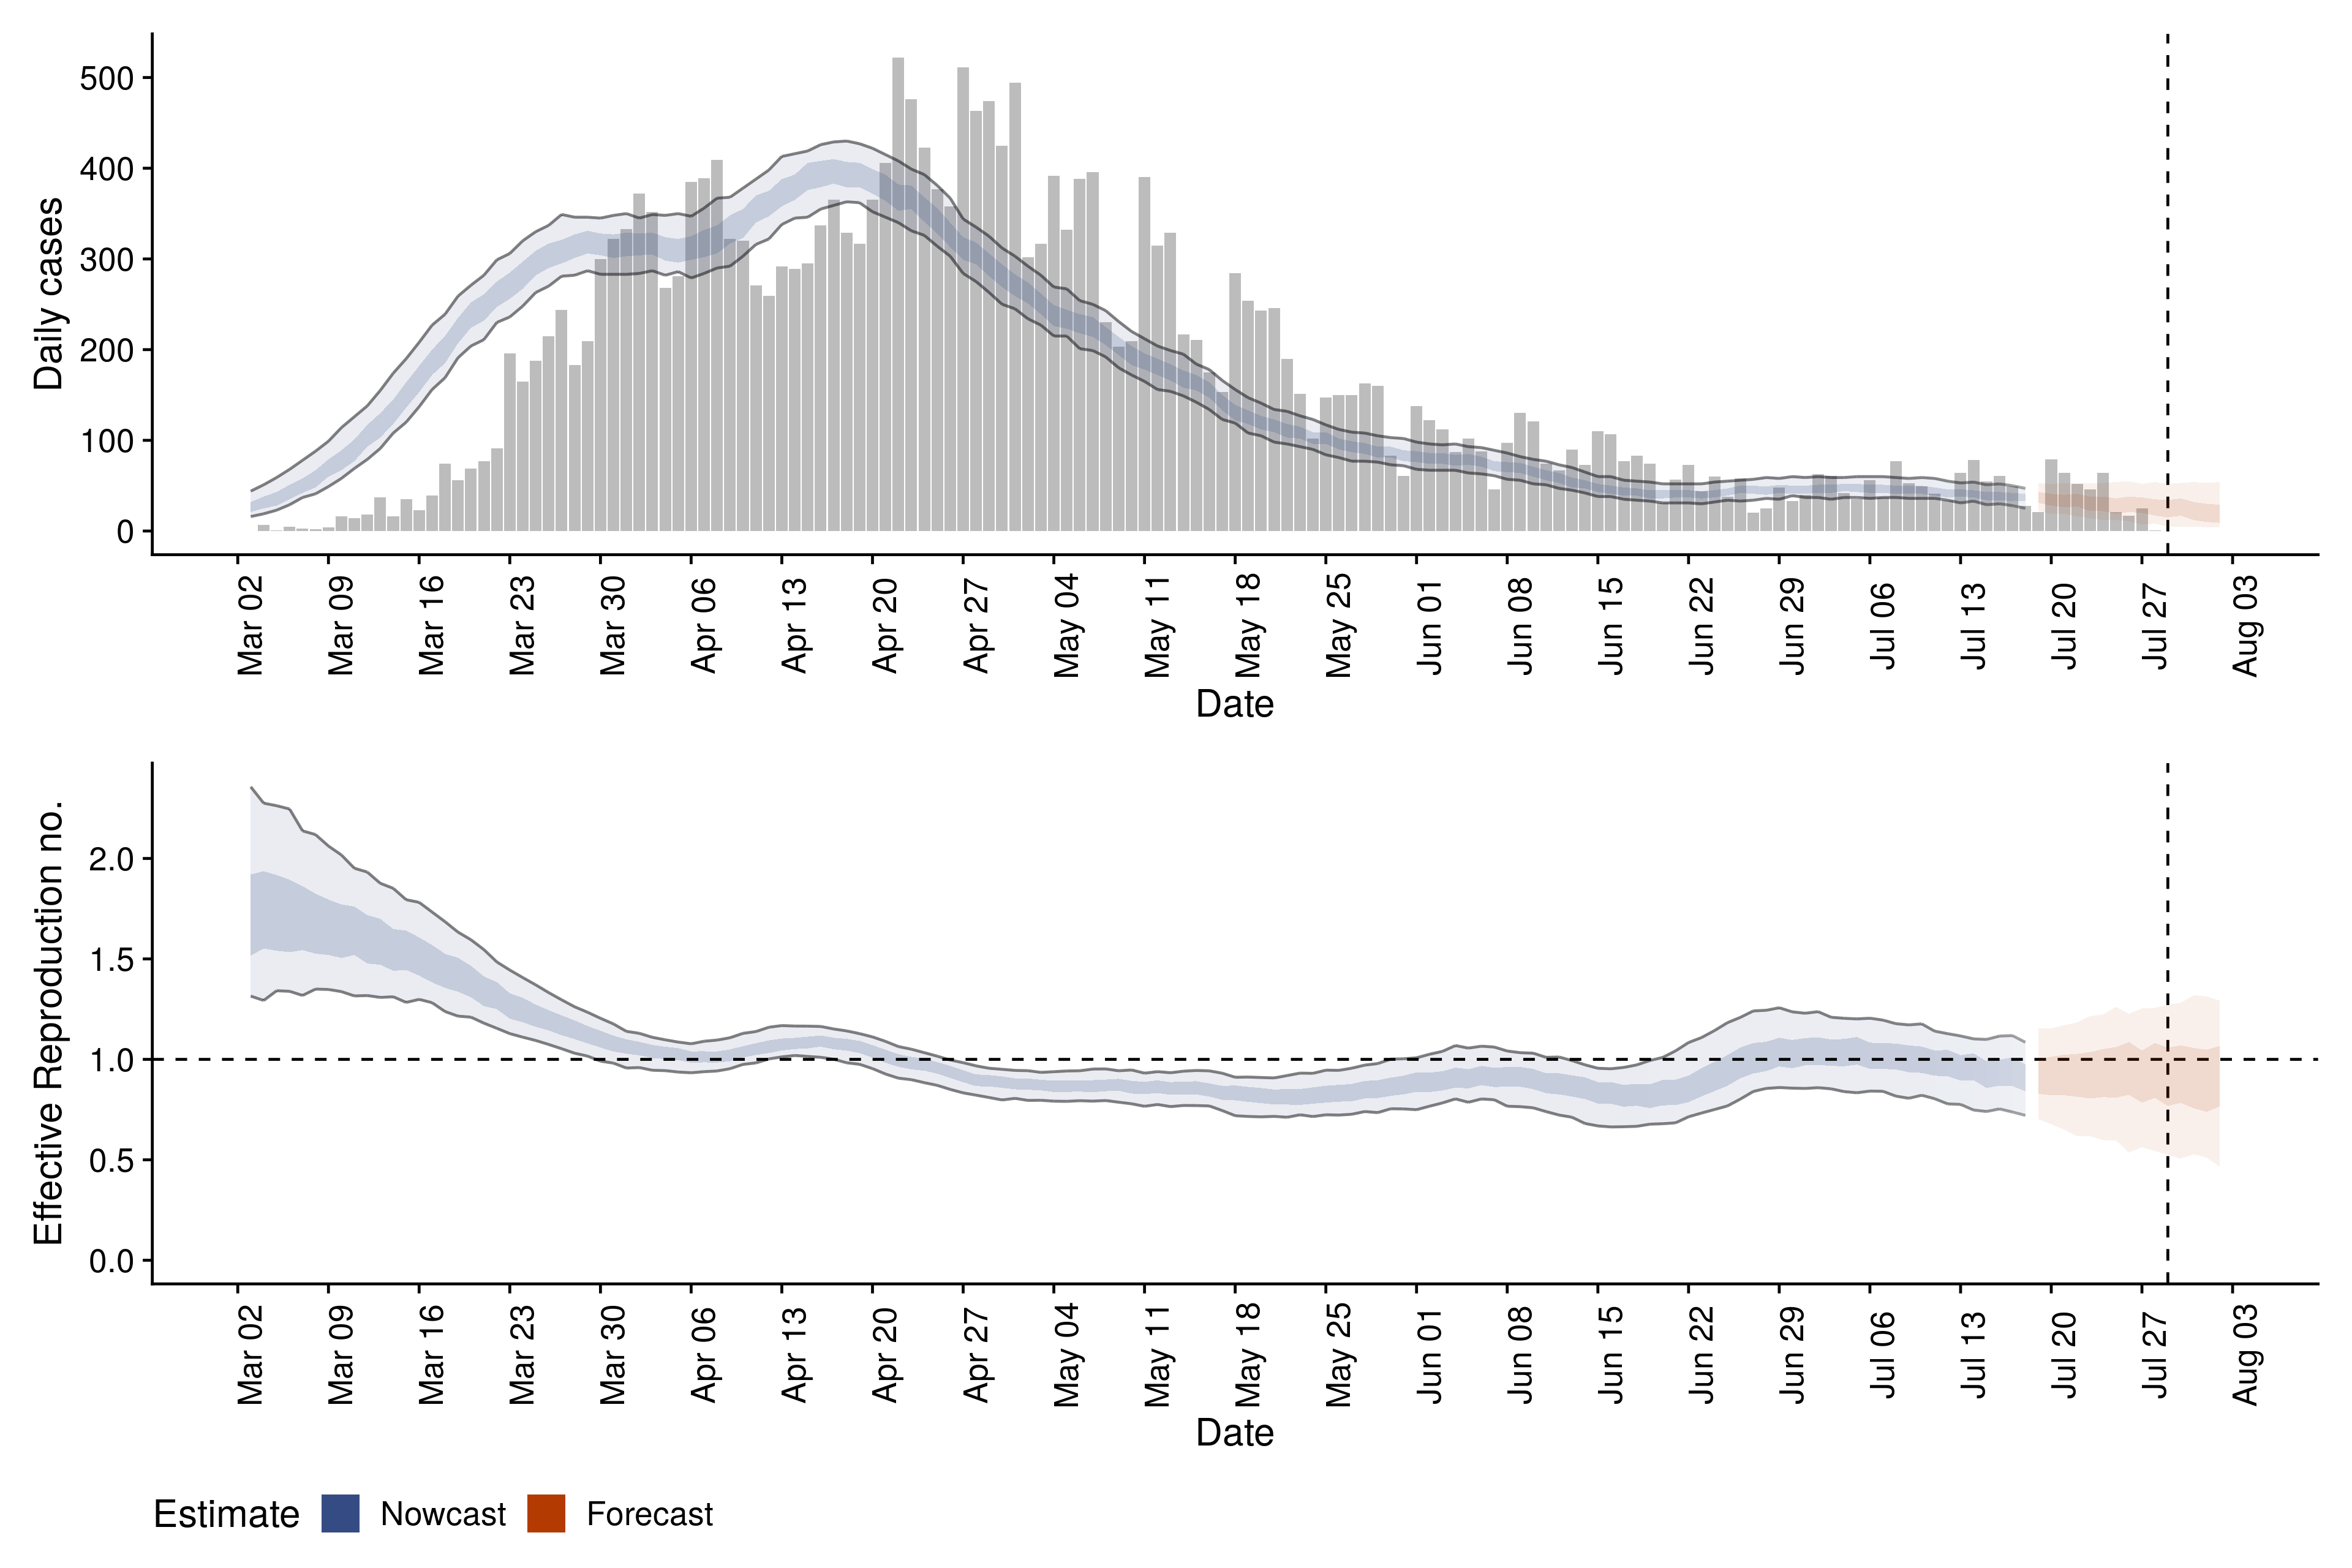 Daily cases
500
400
300
200
100
0
Mar 02
Mar 09
Mar 16
Mar 23
Mar 30
Apr 06
Apr 13
Apr 20
Apr 27
May 04
May 11
May 18
May 25
Jun 01
Jun 08
Jun 15
Jun 22
Jun 29
Jul 06
Jul 13
Jul 20
Jul 27
Aug 03
Date
Effective Reproduction no.
2.0
1.5
1.0
0.5
0.0
Mar 02
Mar 09
Mar 16
Mar 23
Mar 30
Apr 06
Apr 13
Apr 20
Apr 27
May 04
May 11
May 18
May 25
Jun 01
Jun 08
Jun 15
Jun 22
Jun 29
Jul 06
Jul 13
Jul 20
Jul 27
Aug 03
Date
Estimate Nowcast Forecast